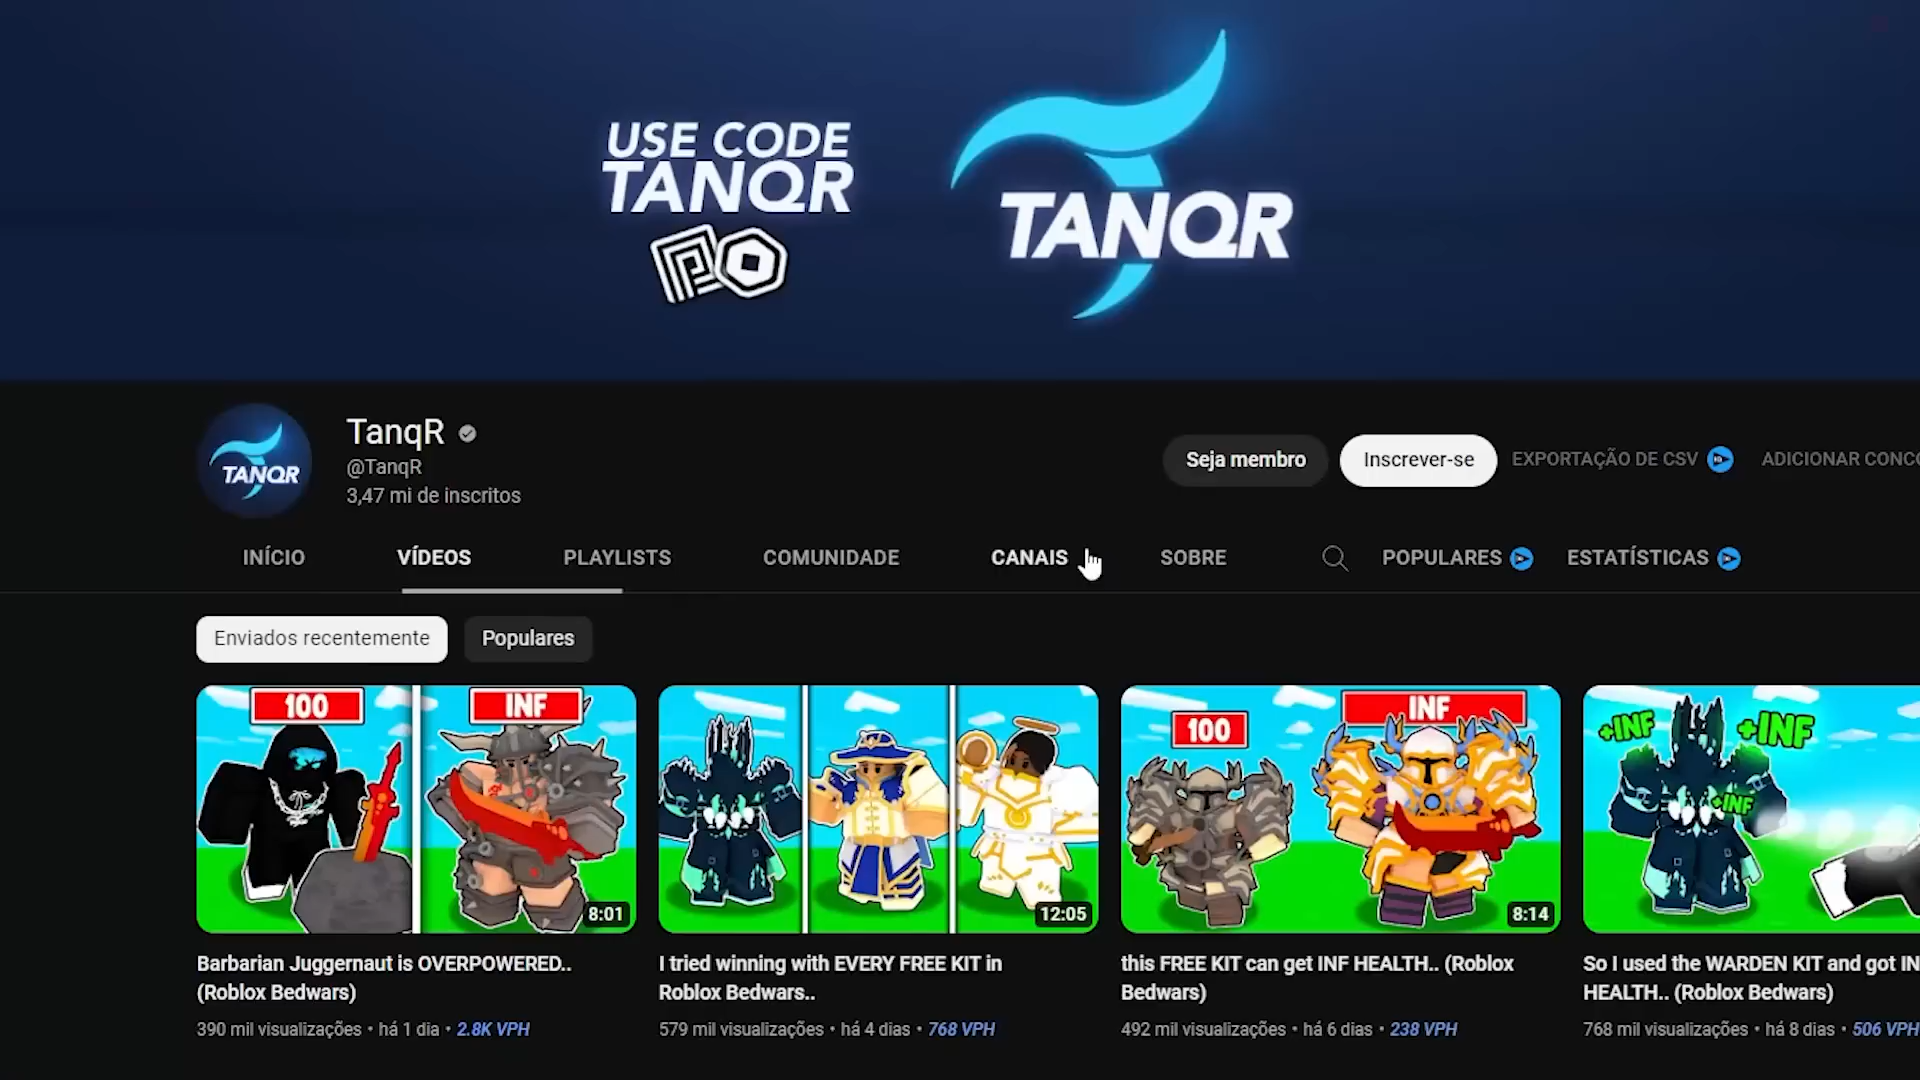 USE CODE
TANQR
TANQR
TANQR
TanqR
@TanqR
3,47 mi de inscritos
Seja membro
Inscrever-se
EXPORTAÇÃO DE CSV
ADICIONAR CONCO
INÍCIO
VÍDEOS
PLAYLISTS
COMUNIDADE
CANAIS
SOBRE
POPULARES
ESTATÍSTICAS
Enviados recentemente
Populares
100
INF
8:01
12:05
100
INF
8:14
+INF
+INF
+INF
Barbarian Juggernaut is OVERPOWERED..
(Roblox Bedwars)
390 mil visualizações • há 1 dia • 2.8K VPH
I tried winning with EVERY FREE KIT in
Roblox Bedwars..
579 mil visualizações • há 4 dias • 768 VPH
this FREE KIT can get INF HEALTH.. (Roblox
Bedwars)
492 mil visualizações • há 6 dias • 238 VPH
So I used the WARDEN KIT and got IN
HEALTH.. (Roblox Bedwars)
768 mil visualizações • há 8 dias • 506 VPH